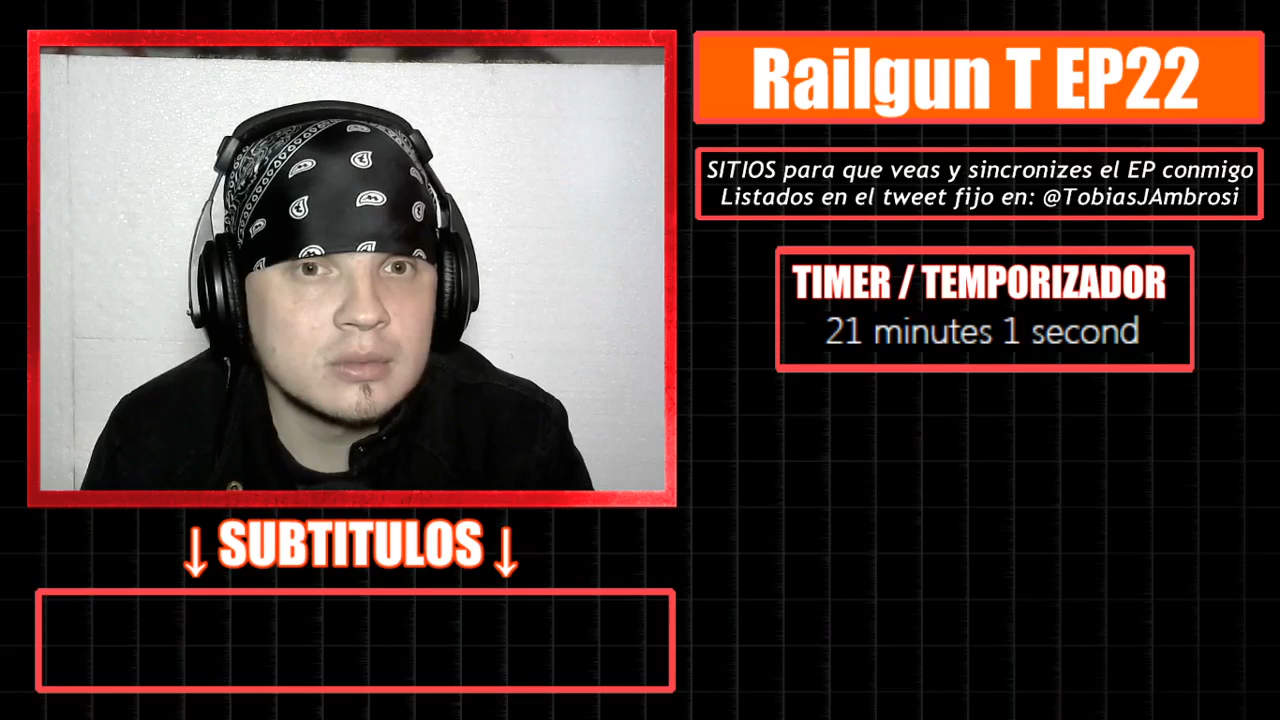 Railgun T EP22
SITIOS para que veas y sincronizes el EP conmigo
Listados en el tweet fijo en: @TobiasJAmbrosi
TIMER / TEMPORIZADOR
21 minutes 1 second
↓ SUBTITULOS ↓